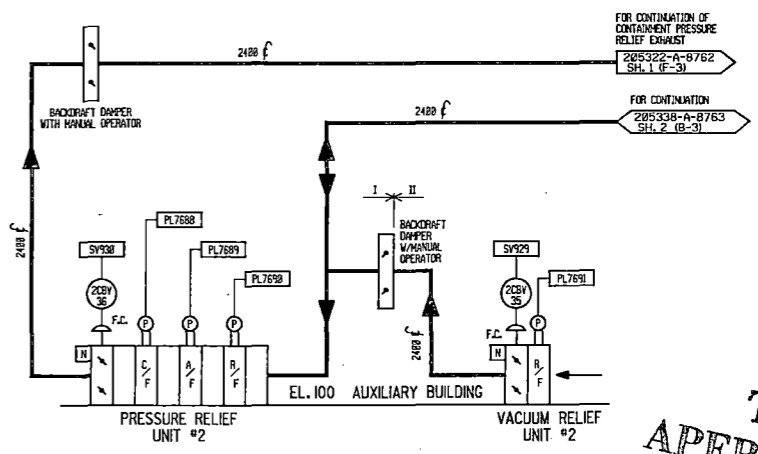 FOR CONTINUATION OF
CONTAINMENT PRESSURE
RELIEF EXHAUST
205322-A-8762
SH. 1 (F-3)
2400 ȼ
BACKDRAFT DAMPER
WITH MANUAL OPERATOR
FOR CONTINUATION
205338-A-8763
SH. 2 (B-3)
2400 ȼ
I II
BACKDRAFT
DAMPER
W/MANUAL
OPERATOR
2400 ȼ
PL7688
SV930
PL7689
SV929
PL7690
PL7691
2CBV
36
2CBV
35
F.C.
P
P
P
2400 ȼ
F.C.
P
N
C/F
A/F
R/F
N
R/F
EL.100 AUXILIARY BUILDING
PRESSURE RELIEF
UNIT #2
VACUUM RELIEF
UNIT #2
APER